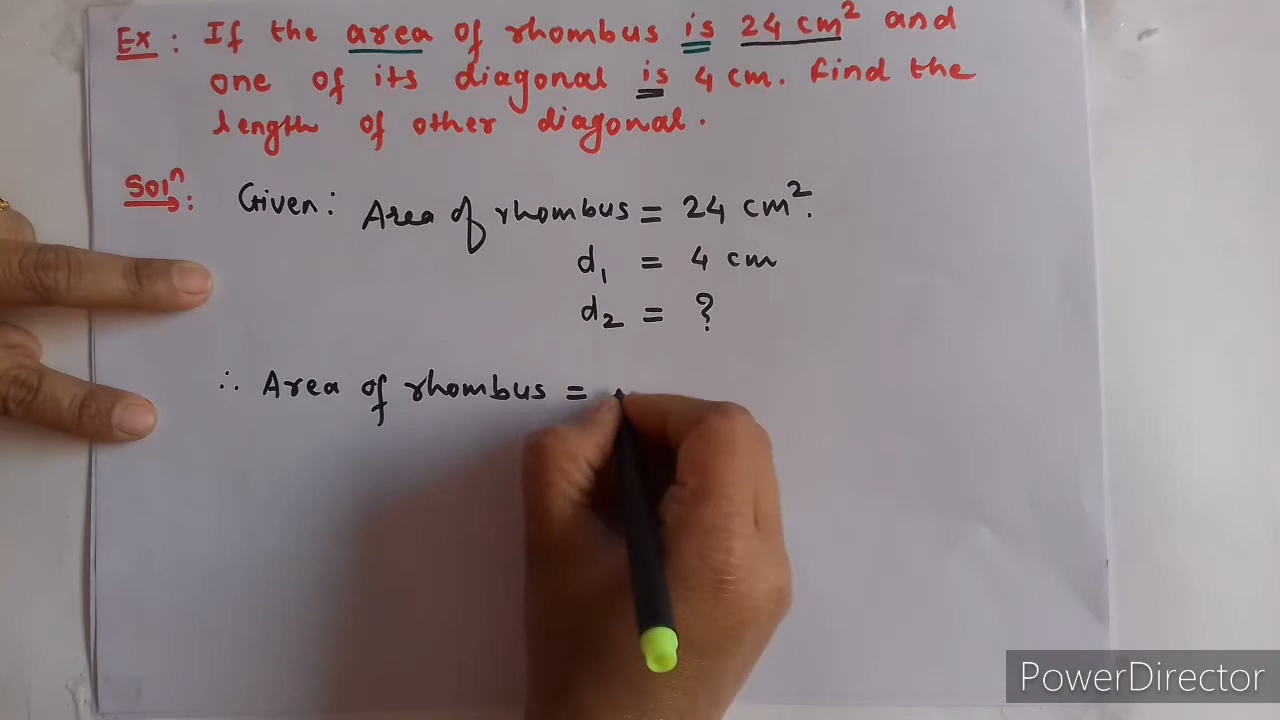 Ex : If the area of rhombus is 24 cm² and
one of its diagonal is 4 cm. Find the
length of other diagonal.
Solⁿ: Given: Area of rhombus = 24 cm².
d₁ = 4 cm
d₂ = ?
∴ Area of rhombus =
PowerDirector